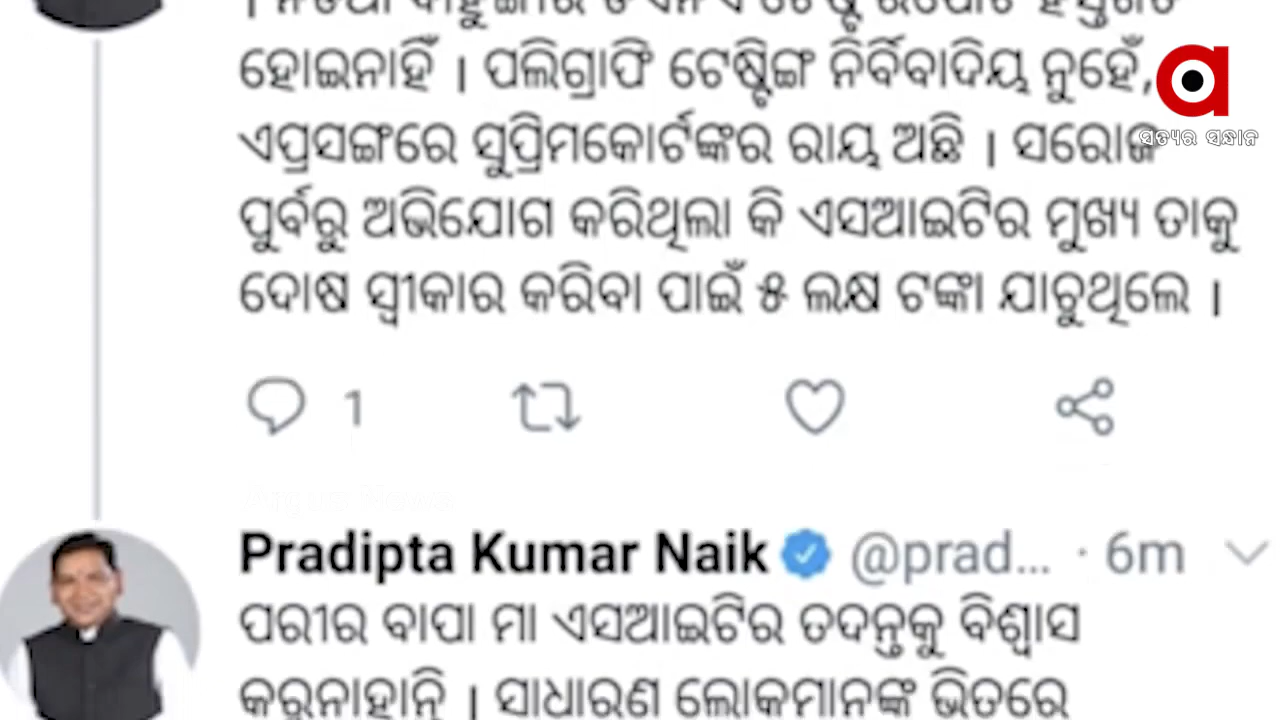 ହୋଇନାହିଁ । ପଲିଗ୍ରାଫି ଟେଷ୍ଟିଙ୍ଗ ନିର୍ବିବାଦିୟ ନୁହେଁ,
ଏପ୍ରସଙ୍ଗରେ ସୁପ୍ରିମକୋର୍ଟଙ୍କର ରାୟ ଅଛି । ସରୋଜ
ପୁର୍ବରୁ ଅଭିଯୋଗ କରିଥିଲା କି ଏସଆଇଟିର ମୁଖ୍ୟ ତାକୁ
ଦୋଷ ସ୍ୱୀକାର କରିବା ପାଇଁ ୫ ଲକ୍ଷ ଟଙ୍କା ଯାଚୁଥିଲେ ।
1
Pradipta Kumar Naik @prad... · 6m
ପରୀର ବାପା ମା ଏସଆଇଟିର ତଦନ୍ତକୁ ବିଶ୍ୱାସ
କରୁନାହାନ୍ତି । ସାଧାରଣ ଲୋକମାନଙ୍କ ଭିତରେ
ସତ୍ୟର ସନ୍ଧାନ